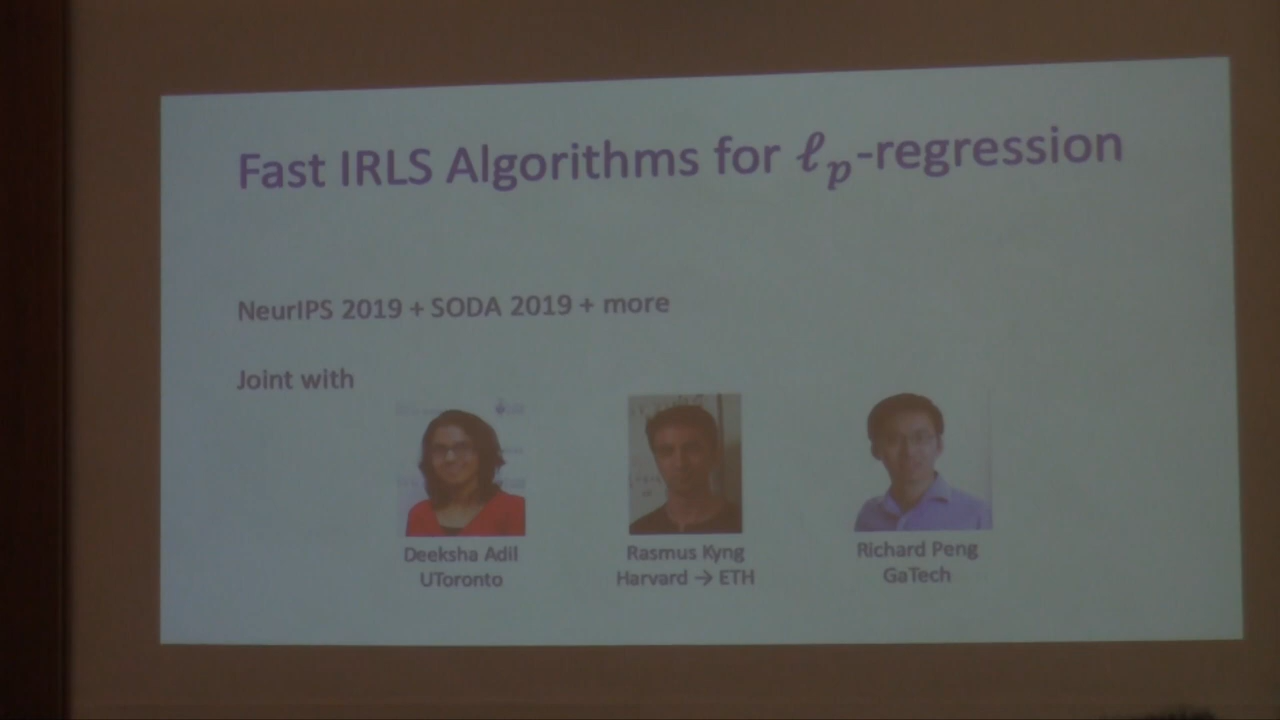 Fast IRLS Algorithms for ℓp-regression
NeurIPS 2019 + SODA 2019 + more
Joint with
Deeksha Adil
UToronto
Rasmus Kyng
Harvard → ETH
Richard Peng
GaTech